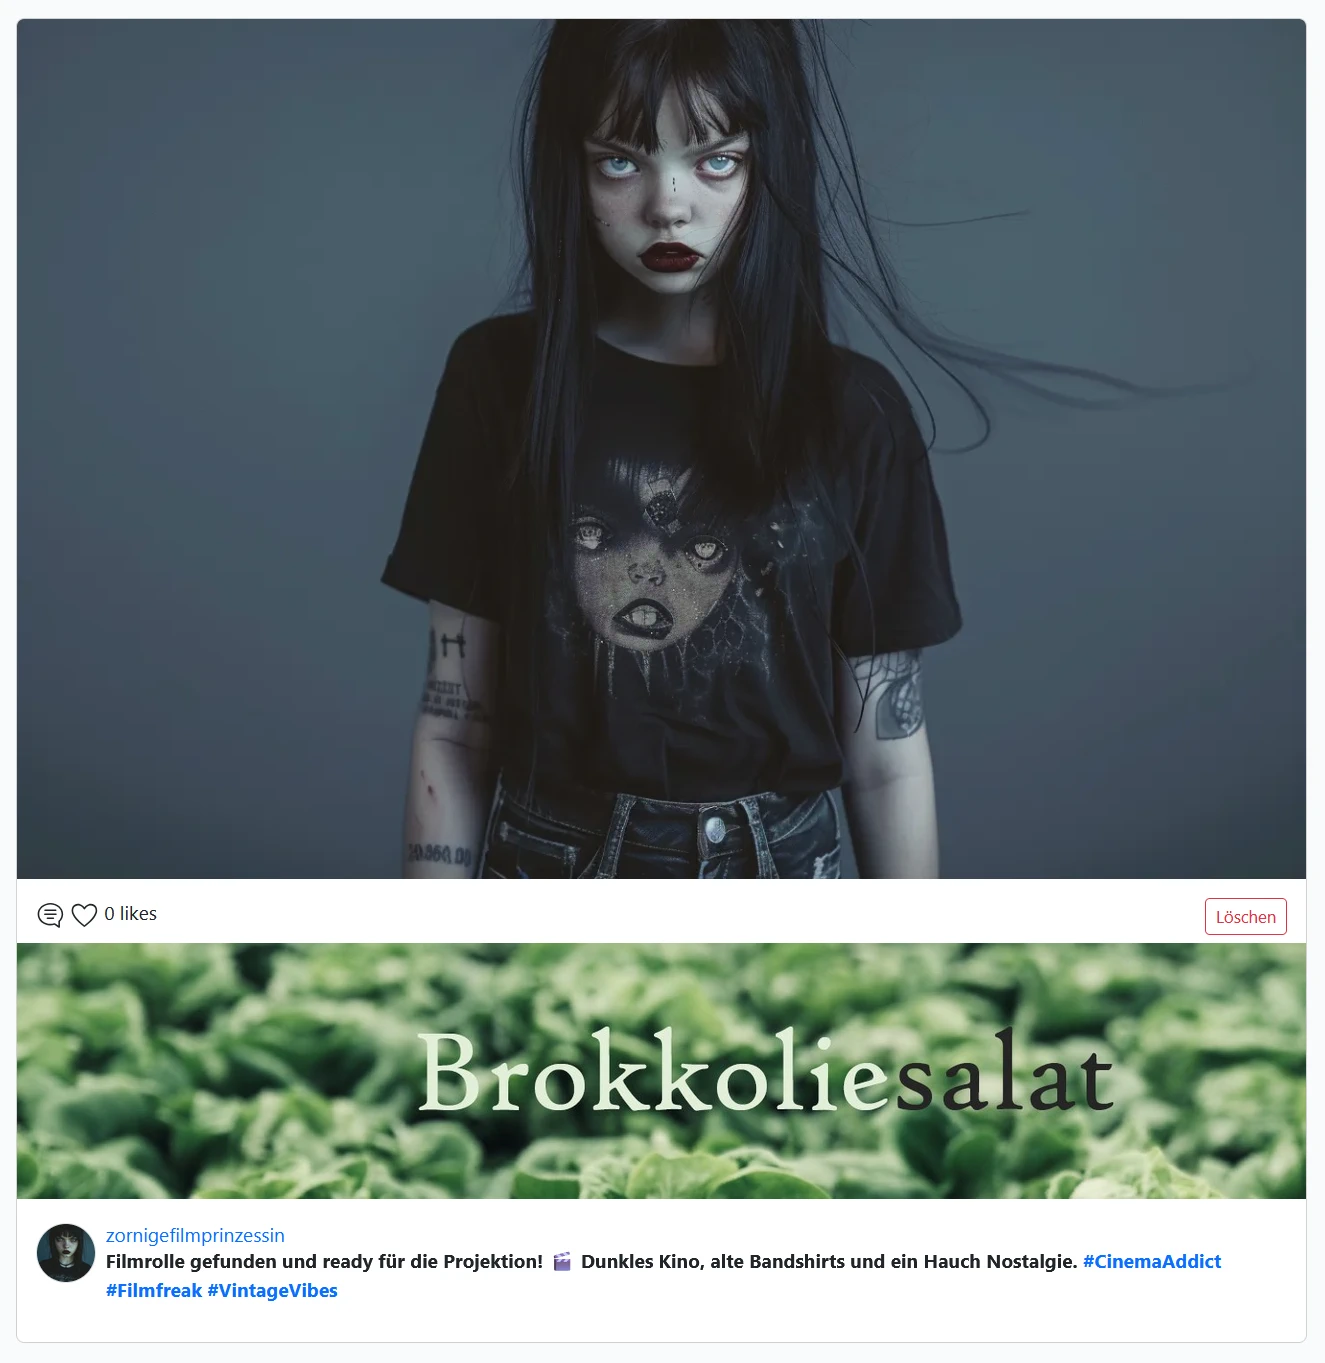 0 likes
Löschen
Brokkoliesalat
zornigefilmprinzessin
Filmrolle gefunden und ready für die Projektion! 🎬 Dunkles Kino, alte Bandshirts und ein Hauch Nostalgie. #CinemaAddict
#Filmfreak #VintageVibes